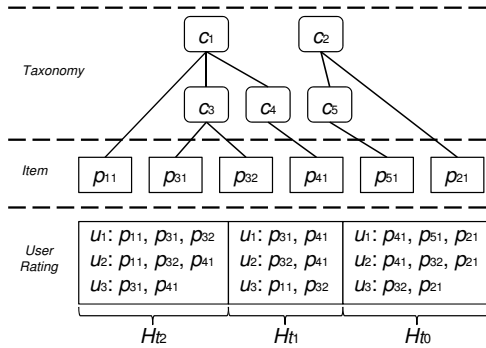 c1 c2
Taxonomy
c3 c4 c5
Item p11 p31 p32 p41 p51 p21
User Rating
u1: p11, p31, p32 u1: p31, p41 u1: p41, p51, p21
u2: p11, p32, p41 u2: p32, p41 u2: p41, p32, p21
u3: p31, p41 u3: p11, p32 u3: p32, p21
Ht2 Ht1 Ht0